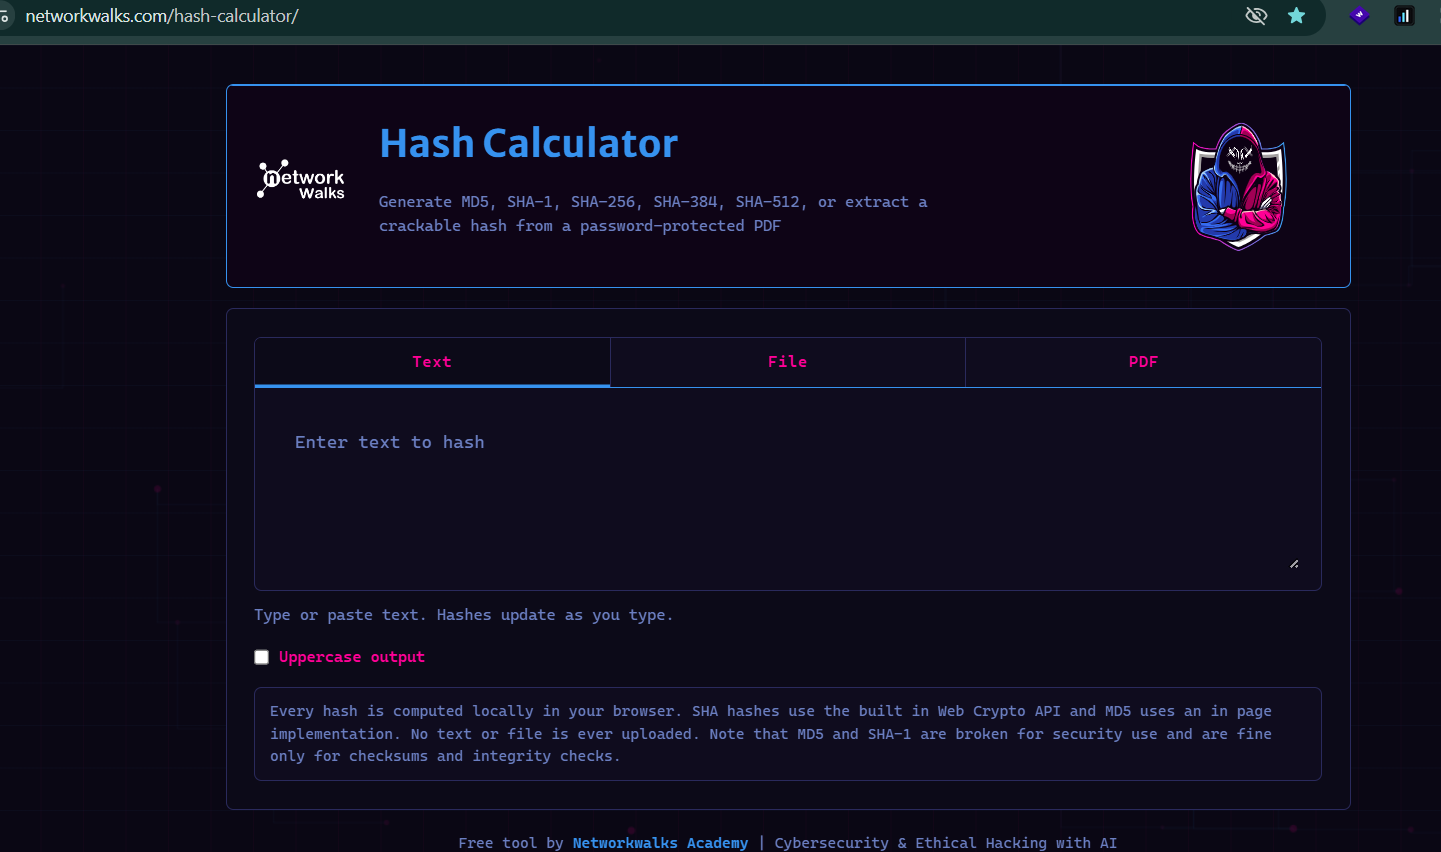 networkwalks.com/hash-calculator/
network
Walks
Hash Calculator
Generate MD5, SHA-1, SHA-256, SHA-384, SHA-512, or extract a
crackable hash from a password-protected PDF
Text
File
PDF
Enter text to hash
Type or paste text. Hashes update as you type.
Uppercase output
Every hash is computed locally in your browser. SHA hashes use the built in Web Crypto API and MD5 uses an in page
implementation. No text or file is ever uploaded. Note that MD5 and SHA-1 are broken for security use and are fine
only for checksums and integrity checks.
Free tool by Networkwalks Academy | Cybersecurity & Ethical Hacking with AI